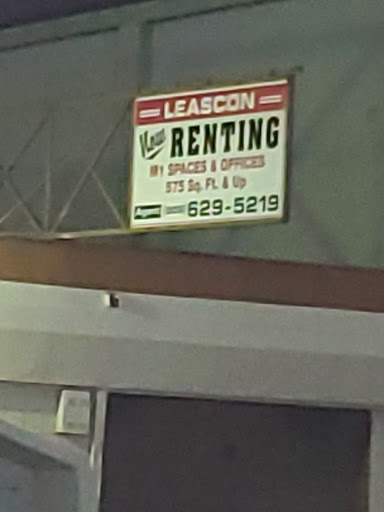 LEASCON
Now RENTING
M1 SPACES & OFFICES
575 Sq. Ft. & Up
629-5219